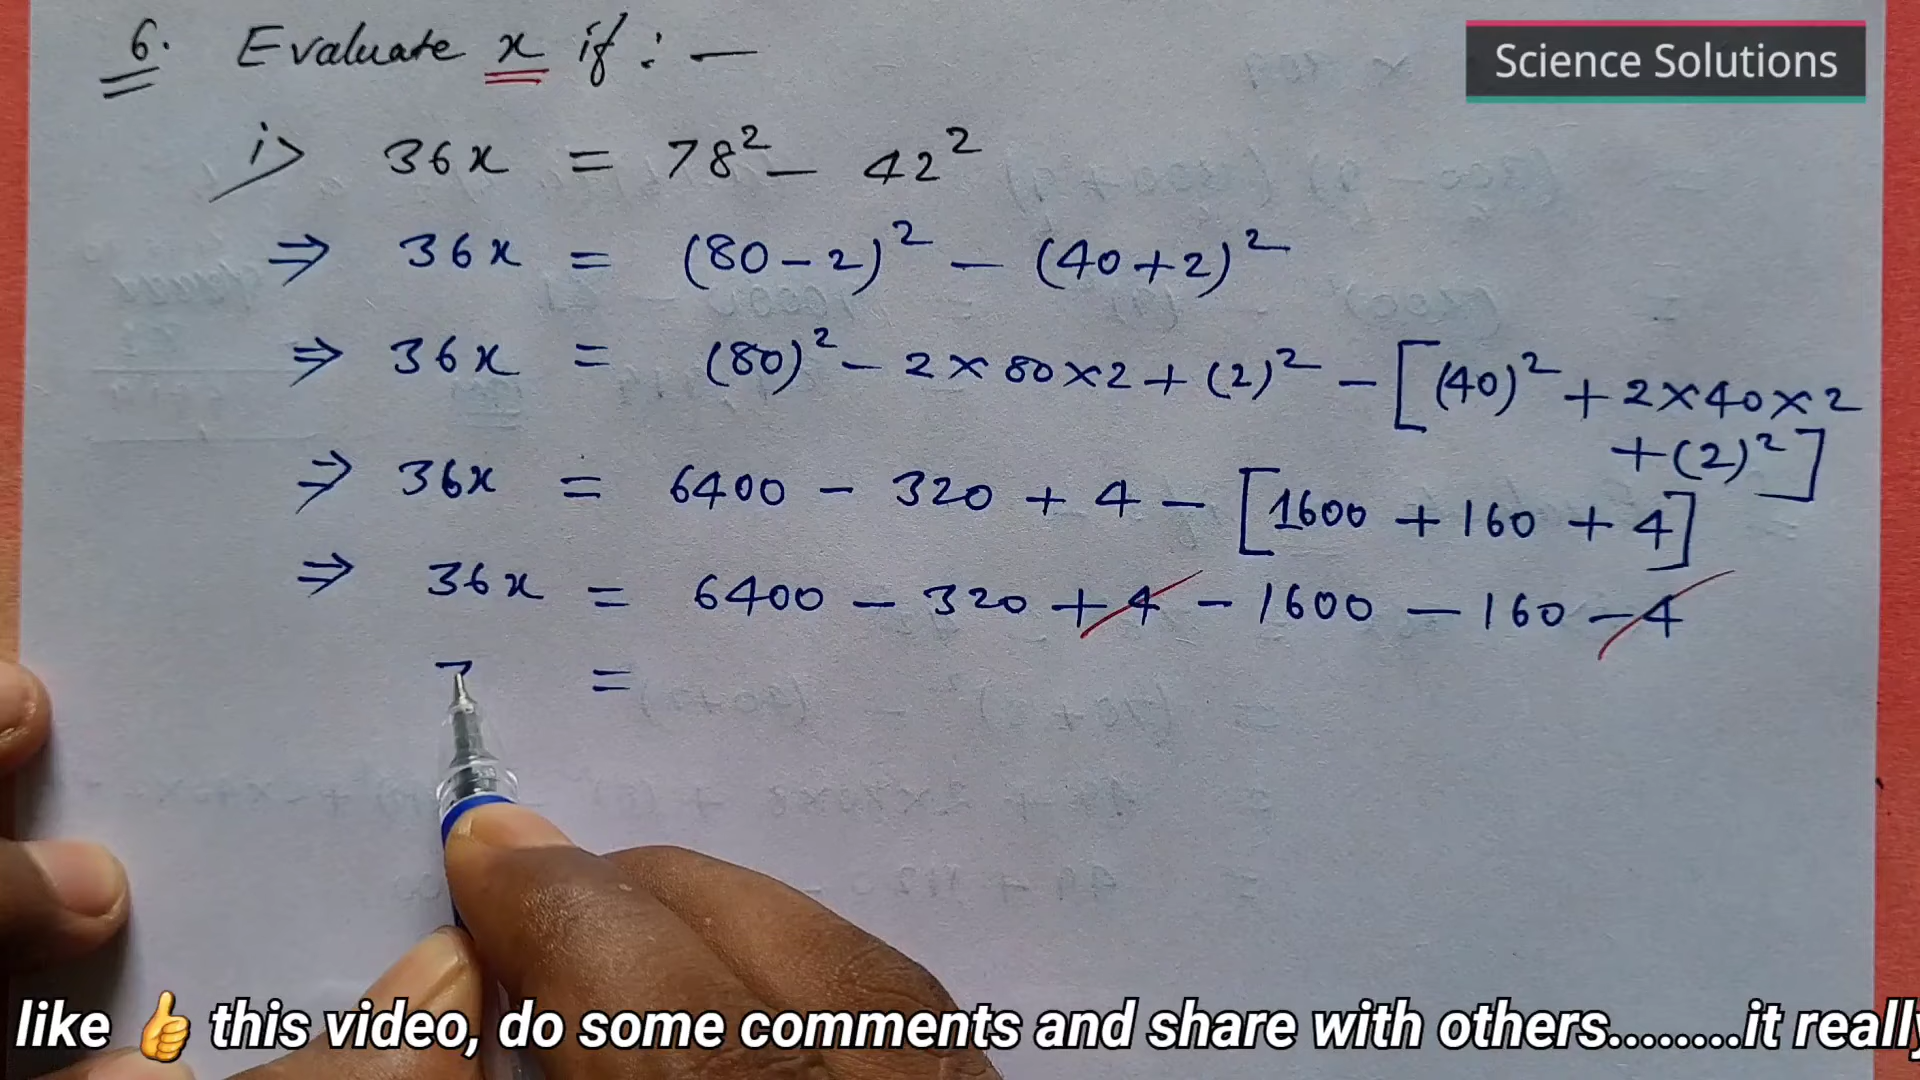 6. Evaluate x if : —
Science Solutions
i> 36x = 78² – 42²
⇒ 36x = (80 – 2)² – (40 + 2)²
⇒ 36x = (80)² – 2 × 80 × 2 + (2)² – [(40)² + 2 × 40 × 2
+ (2)²]
⇒ 36x = 6400 – 320 + 4 – [1600 + 160 + 4]
⇒ 36x = 6400 – 320 + 4 – 1600 – 160 – 4
=
like 👍 this video, do some comments and share with others........it really